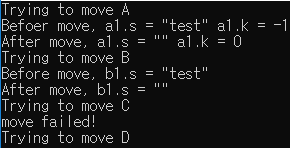 Trying to move A
Befoer move, a1.s = "test" a1.k = -1
After move, a1.s = "" a1.k = 0
Trying to move B
Before move, b1.s = "test"
After move, b1.s = ""
Trying to move C
move failed!
Trying to move D